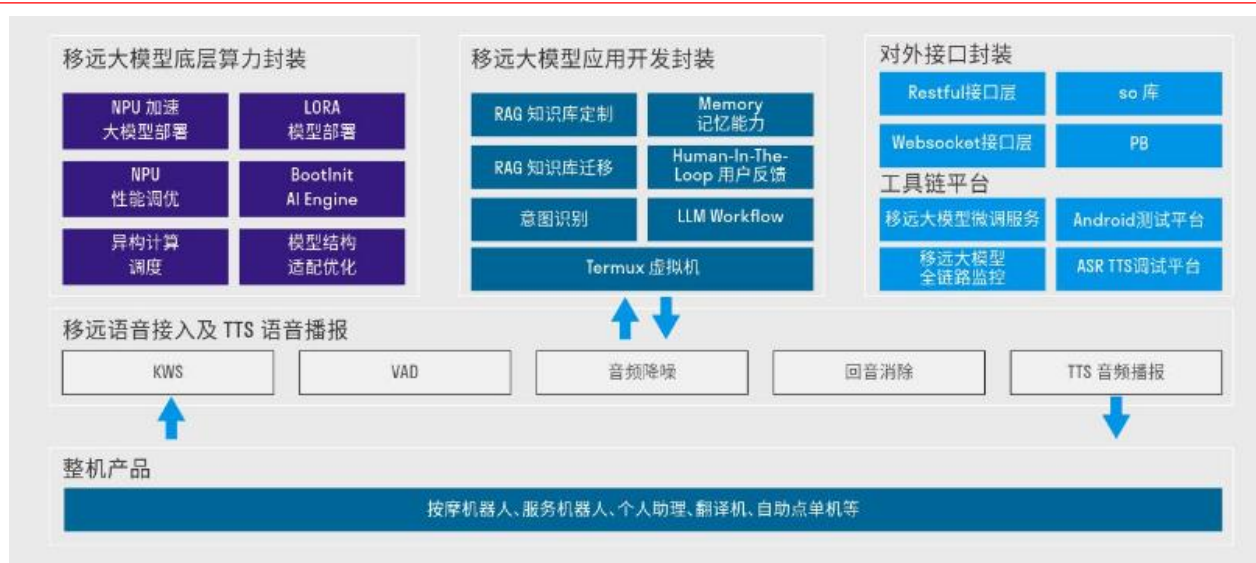 移远大模型底层算力封装
NPU 加速
大模型部署
LORA
模型部署
NPU
性能调优
BootInit
AI Engine
异构计算
调度
模型结构
适配优化
移远大模型应用开发封装
RAG 知识库定制
Memory
记忆能力
RAG 知识库迁移
Human-In-The-
Loop 用户反馈
意图识别
LLM Workflow
Termux 虚拟机
对外接口封装
Restful接口层
so 库
Websocket接口层
PB
工具链平台
移远大模型微调服务
Android测试平台
移远大模型
全链路监控
ASR TTS调试平台
移远语音接入及 TTS 语音播报
KWS
VAD
音频降噪
回音消除
TTS 音频播报
整机产品
按摩机器人、服务机器人、个人助理、翻译机、自助点单机等